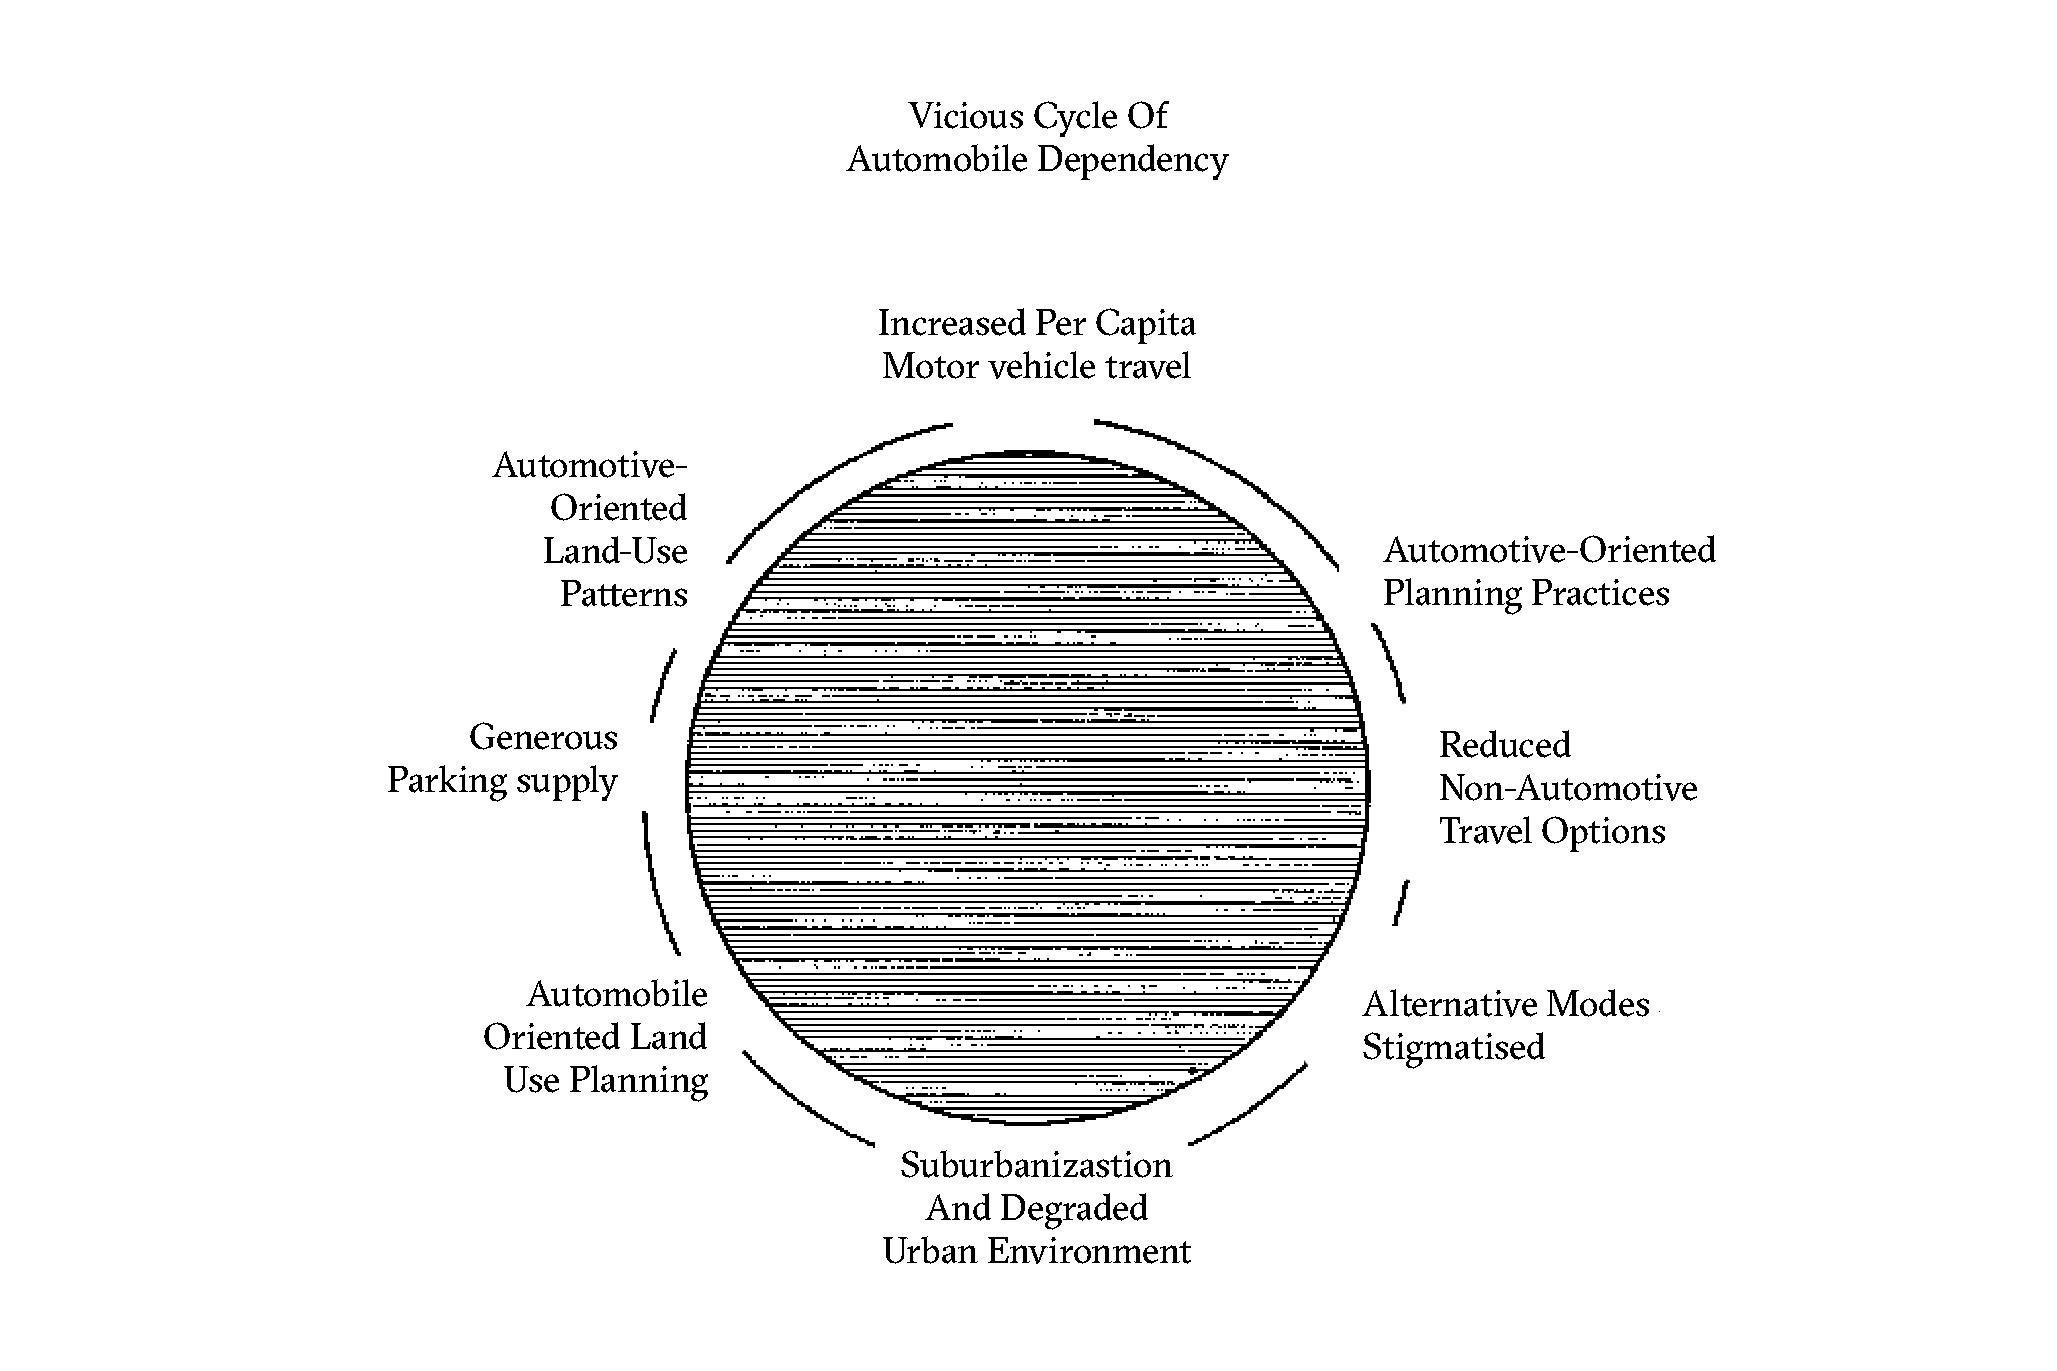 Vicious Cycle Of
Automobile Dependency
Increased Per Capita
Motor vehicle travel
Automotive-Oriented
Planning Practices
Reduced
Non-Automotive
Travel Options
Alternative Modes
Stigmatised
Suburbanizastion
And Degraded
Urban Environment
Automobile
Oriented Land
Use Planning
Generous
Parking supply
Automotive-
Oriented
Land-Use
Patterns